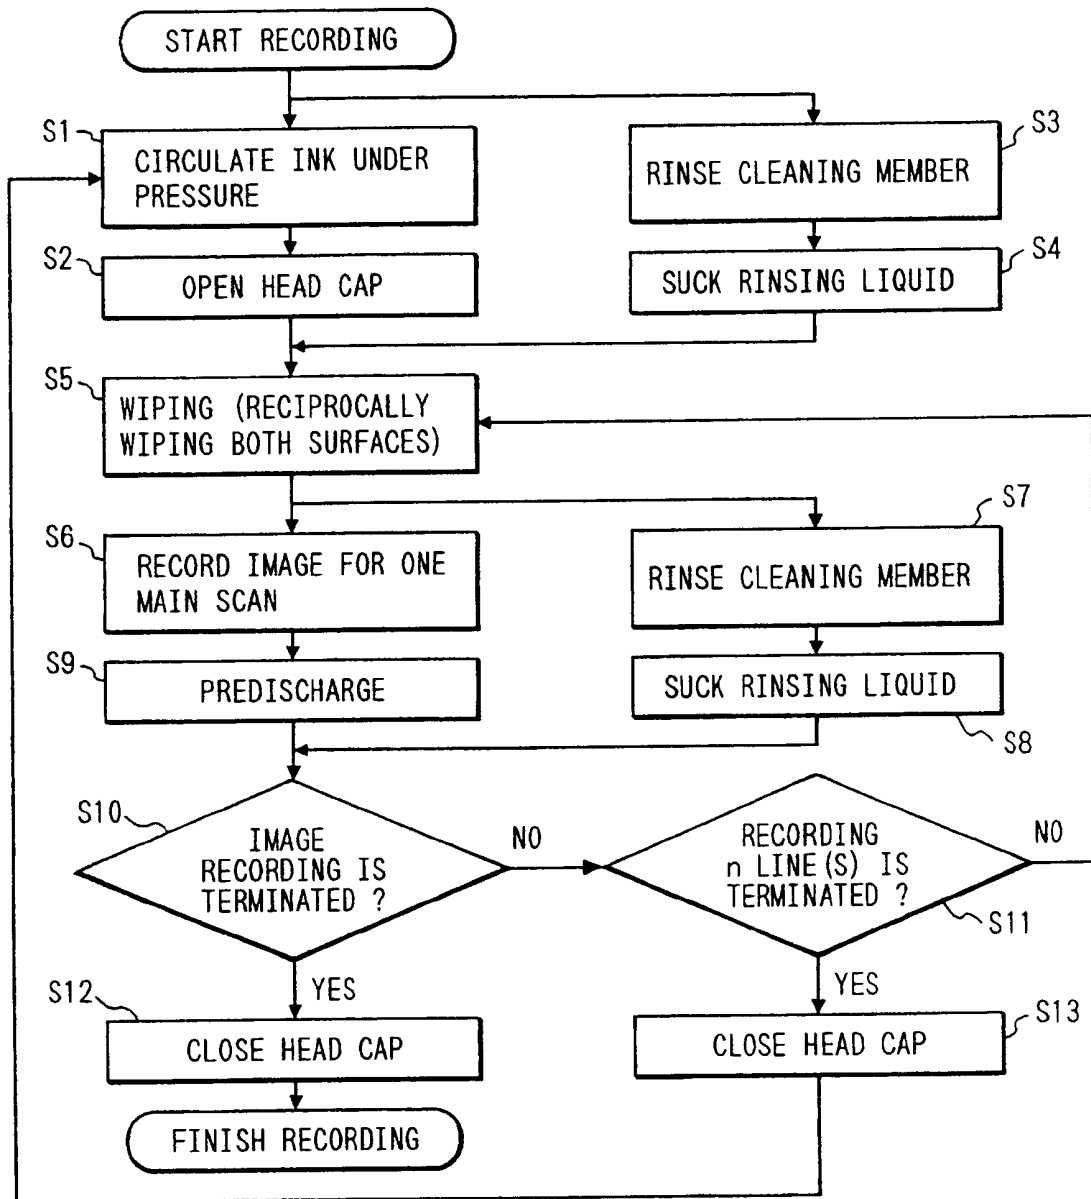 START RECORDING
S1
CIRCULATE INK UNDER
PRESSURE
S3
RINSE CLEANING MEMBER
S2
OPEN HEAD CAP
S4
SUCK RINSING LIQUID
S5
WIPING (RECIPROCALLY
WIPING BOTH SURFACES)
S6
RECORD IMAGE FOR ONE
MAIN SCAN
S7
RINSE CLEANING MEMBER
S9
PREDISCHARGE
SUCK RINSING LIQUID
S8
S10
IMAGE
RECORDING IS
TERMINATED ?
NO
RECORDING
n LINE(S) IS
TERMINATED ?
NO
S11
YES
YES
S12
CLOSE HEAD CAP
S13
CLOSE HEAD CAP
FINISH RECORDING